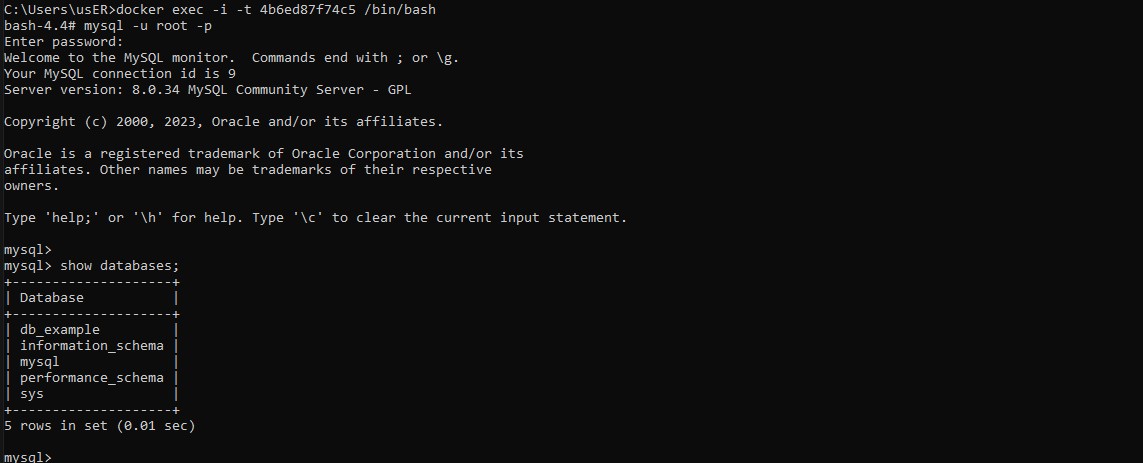 C:\Users\usER>docker exec -i -t 4b6ed87f74c5 /bin/bash
bash-4.4# mysql -u root -p
Enter password:
Welcome to the MySQL monitor.  Commands end with ; or \g.
Your MySQL connection id is 9
Server version: 8.0.34 MySQL Community Server - GPL

Copyright (c) 2000, 2023, Oracle and/or its affiliates.

Oracle is a registered trademark of Oracle Corporation and/or its
affiliates. Other names may be trademarks of their respective
owners.

Type 'help;' or '\h' for help. Type '\c' to clear the current input statement.

mysql>
mysql> show databases;
+--------------------+
| Database           |
+--------------------+
| db_example         |
| information_schema |
| mysql              |
| performance_schema |
| sys                |
+--------------------+
5 rows in set (0.01 sec)

mysql>